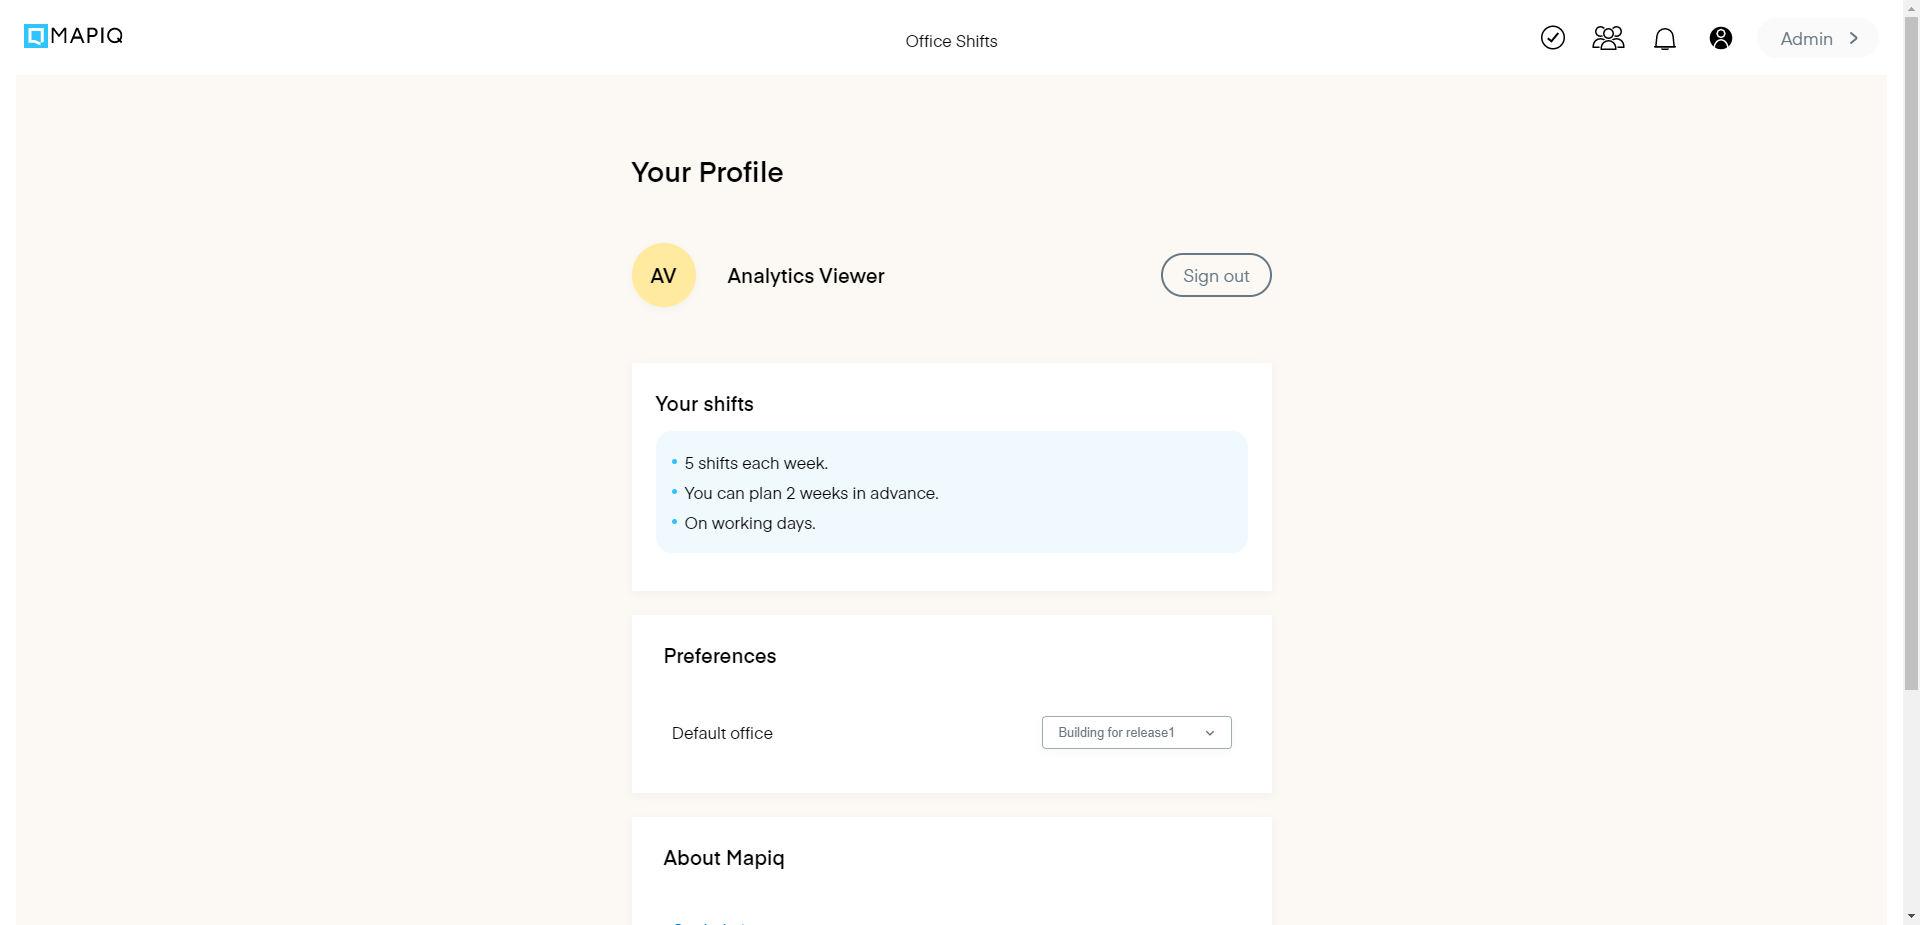 MAPIQ
Office Shifts
Admin
Your Profile
AV
Analytics Viewer
Sign out
Your shifts
5 shifts each week.
You can plan 2 weeks in advance.
On working days.
Preferences
Default office
Building for release1
About Mapiq